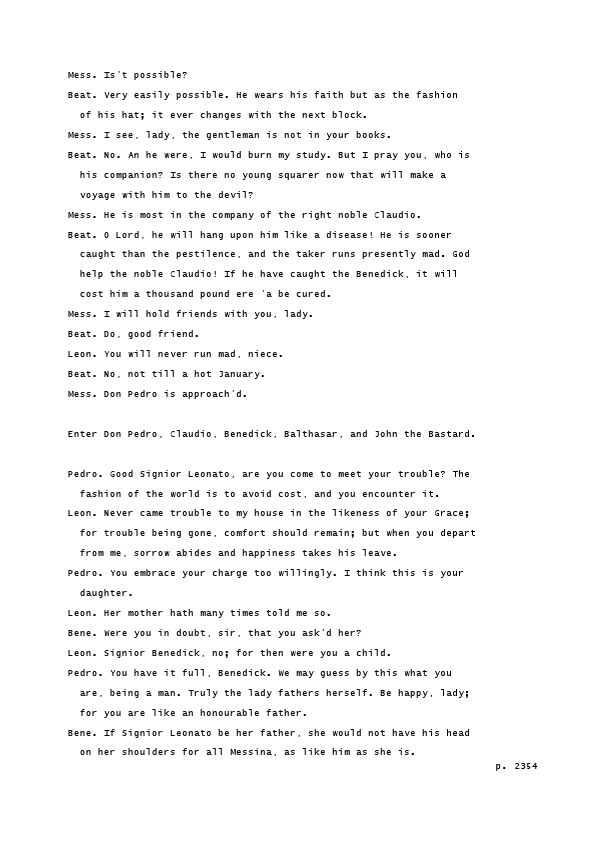 Mess. Is't possible?
Beat. Very easily possible. He wears his faith but as the fashion
of his hat; it ever changes with the next block.
Mess. I see, lady, the gentleman is not in your books.
Beat. No. An he were, I would burn my study. But I pray you, who is
his companion? Is there no young squarer now that will make a
voyage with him to the devil?
Mess. He is most in the company of the right noble Claudio.
Beat. O Lord, he will hang upon him like a disease! He is sooner
caught than the pestilence, and the taker runs presently mad. God
help the noble Claudio! If he have caught the Benedick, it will
cost him a thousand pound ere 'a be cured.
Mess. I will hold friends with you, lady.
Beat. Do, good friend.
Leon. You will never run mad, niece.
Beat. No, not till a hot January.
Mess. Don Pedro is approach'd.
Enter Don Pedro, Claudio, Benedick, Balthasar, and John the Bastard.
Pedro. Good Signior Leonato, are you come to meet your trouble? The
fashion of the world is to avoid cost, and you encounter it.
Leon. Never came trouble to my house in the likeness of your Grace;
for trouble being gone, comfort should remain; but when you depart
from me, sorrow abides and happiness takes his leave.
Pedro. You embrace your charge too willingly. I think this is your
daughter.
Leon. Her mother hath many times told me so.
Bene. Were you in doubt, sir, that you ask'd her?
Leon. Signior Benedick, no; for then were you a child.
Pedro. You have it full, Benedick. We may guess by this what you
are, being a man. Truly the lady fathers herself. Be happy, lady;
for you are like an honourable father.
Bene. If Signior Leonato be her father, she would not have his head
on her shoulders for all Messina, as like him as she is.
p. 2354